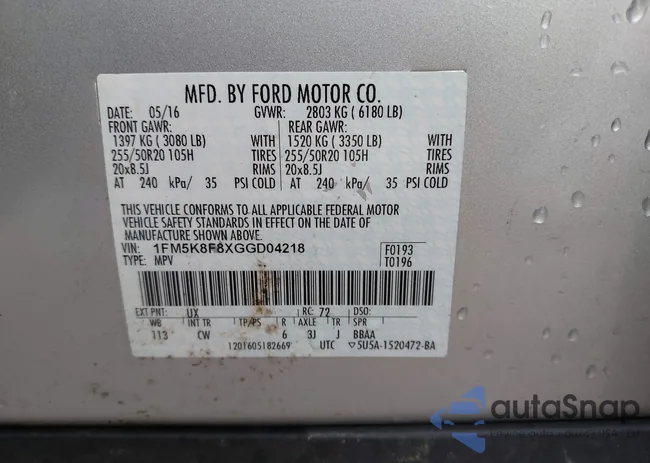 MFD. BY FORD MOTOR CO.
DATE: 05/16 GVWR: 2803 KG ( 6180 LB)
FRONT GAWR: REAR GAWR:
1397 KG ( 3080 LB) WITH 1520 KG ( 3350 LB) WITH
255/50R20 105H TIRES 255/50R20 105H TIRES
20x8.5J RIMS 20x8.5J RIMS
AT 240 kPa/ 35 PSI COLD AT 240 kPa/ 35 PSI COLD
THIS VEHICLE CONFORMS TO ALL APPLICABLE FEDERAL MOTOR
VEHICLE SAFETY STANDARDS IN EFFECT ON THE DATE OF
MANUFACTURE SHOWN ABOVE.
VIN: 1FM5K8F8XGGD04218 F0193
TYPE: MPV T0196
EXT PNT: UX RC: 72 DSO:
WB INT TR TP/PS R AXLE TR SPR
113 CW 6 3J J BBAA
1201605182669 UTC 5U5A-1520472-BA
autoSnap